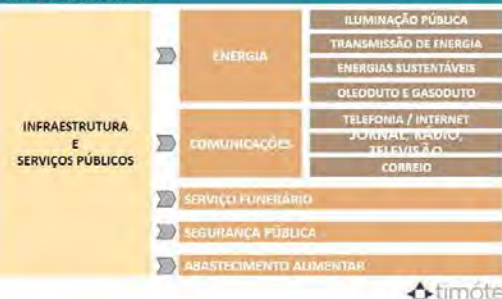 INFRAESTRUTURA
E
SERVIÇOS PÚBLICOS
ENERGIA
ILUMINAÇÃO PÚBLICA
TRANSMISSÃO DE ENERGIA
ENERGIAS SUSTENTÁVEIS
OLEODUTO E GASODUTO
COMUNICAÇÕES
TELEFONIA / INTERNET
JORNAL, RÁDIO,
TELEVISÃO
CORREIO
SERVIÇO FUNERÁRIO
SEGURANÇA PÚBLICA
ABASTECIMENTO ALIMENTAR
timóte